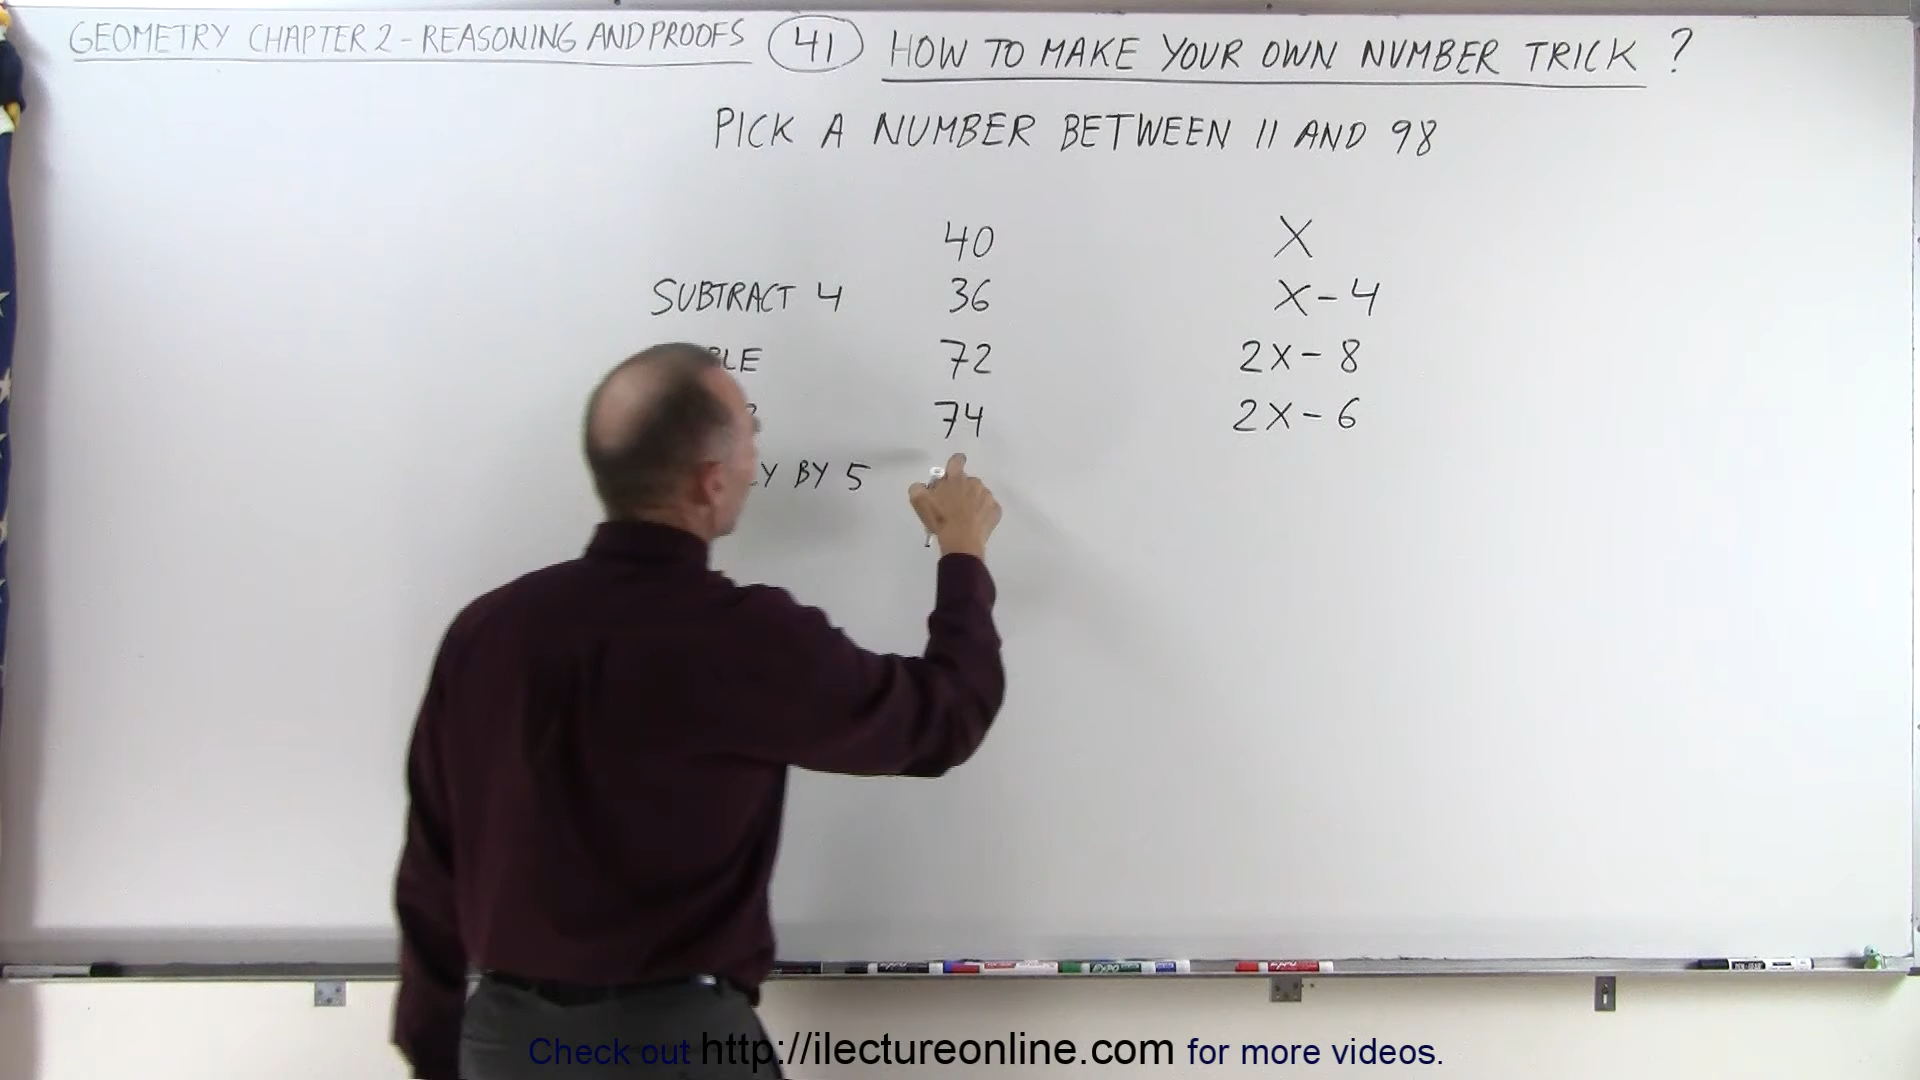 GEOMETRY CHAPTER 2 - REASONING AND PROOFS 41 HOW TO MAKE YOUR OWN NUMBER TRICK ?
PICK A NUMBER BETWEEN 11 AND 98
40 X
SUBTRACT 4 36 X - 4
72 2X - 8
74 2X - 6
BY 5
Check out http://ilectureonline.com for more videos.